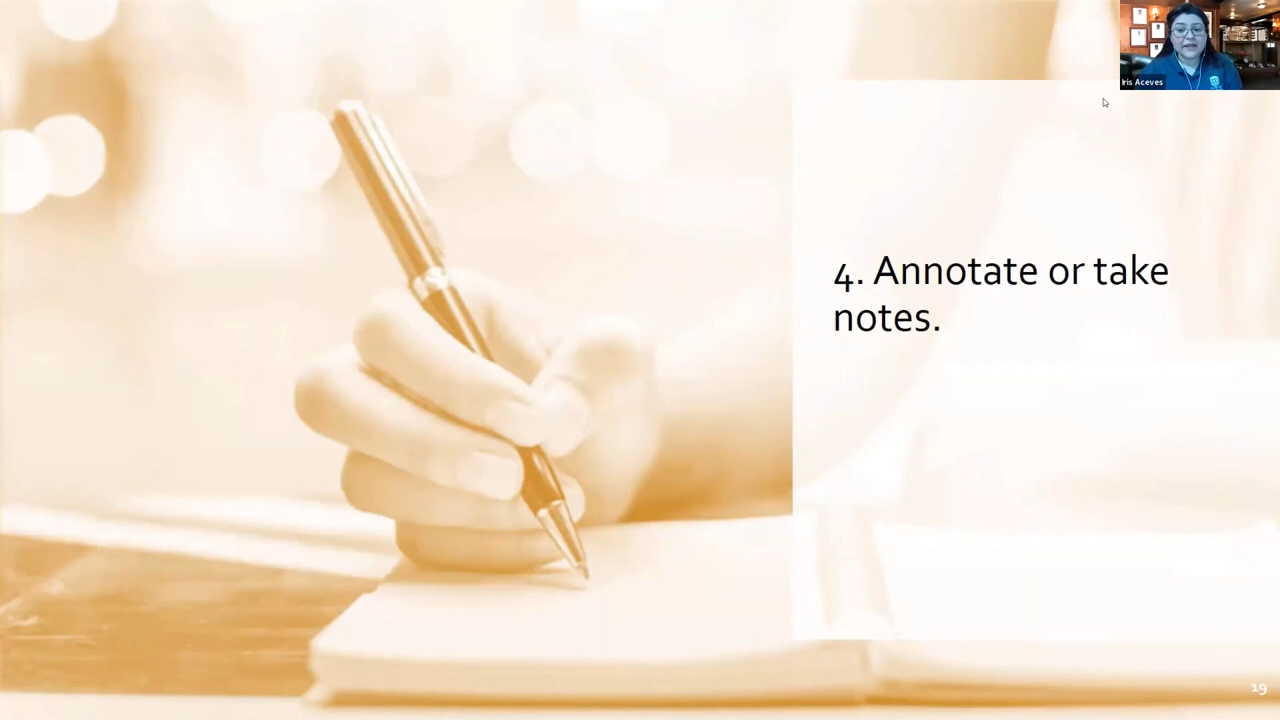 Iris Aceves
4. Annotate or take
notes.
19